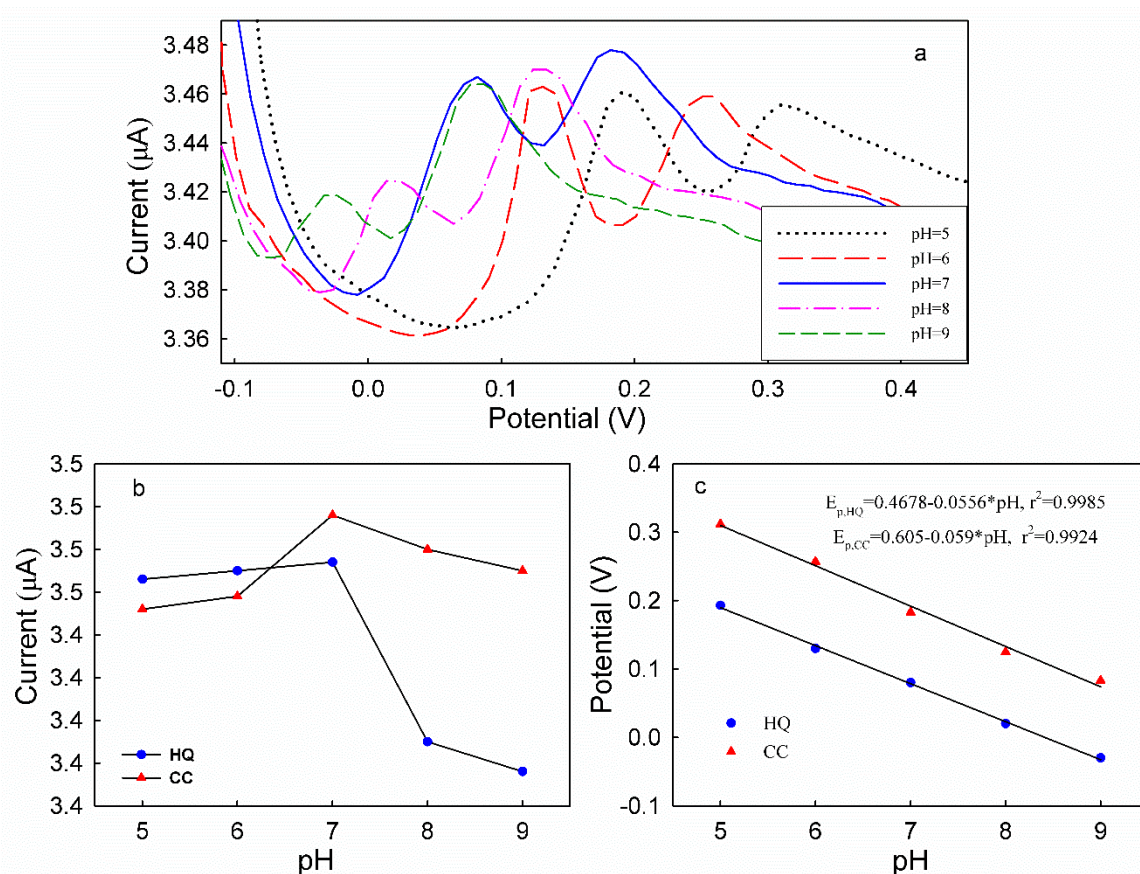 a
3.48
3.46
3.44
3.42
3.40
3.38
3.36
Current (µA)
pH=5
pH=6
pH=7
pH=8
pH=9
-0.1 0.0 0.1 0.2 0.3 0.4
Potential (V)
b
3.5
3.5
3.5
3.5
3.4
3.4
3.4
3.4
3.4
Current (µA)
HQ
CC
5 6 7 8 9
pH
c
0.4
0.3
0.2
0.1
0.0
-0.1
Potential (V)
E_p,HQ=0.4678-0.0556*pH, r²=0.9985
E_p,CC=0.605-0.059*pH, r²=0.9924
HQ
CC
5 6 7 8 9
pH